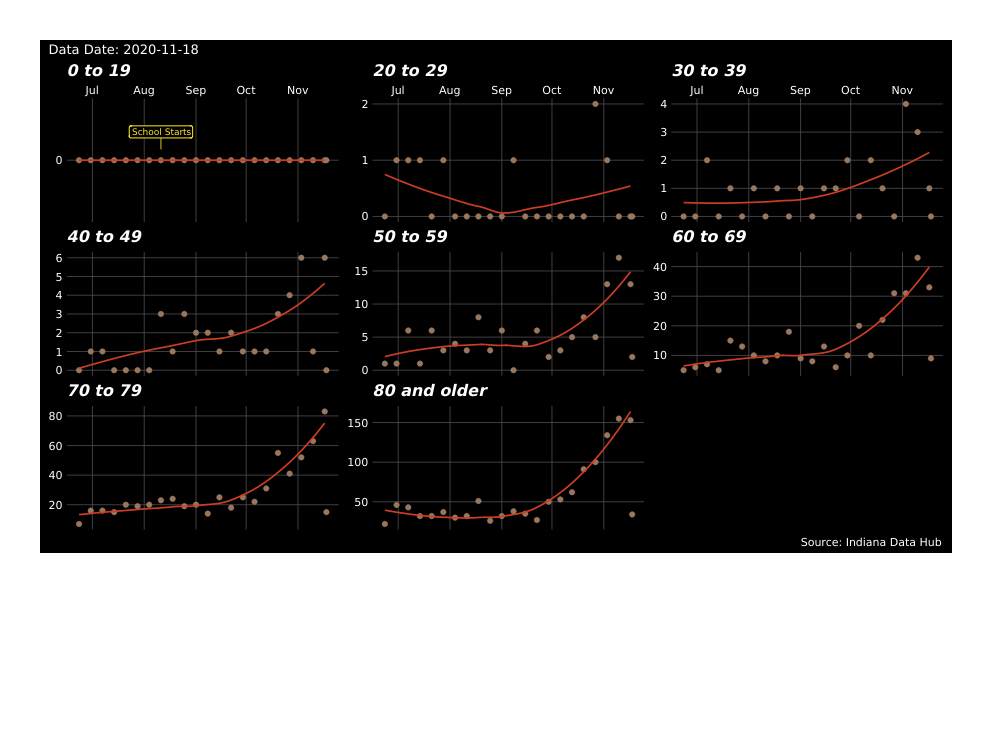 Data Date: 2020-11-18
0 to 19
20 to 29
30 to 39
Jul Aug Sep Oct Nov
Jul Aug Sep Oct Nov
Jul Aug Sep Oct Nov
School Starts
0
2
1
0
4
3
2
1
0
40 to 49
50 to 59
60 to 69
6
5
4
3
2
1
0
15
10
5
0
40
30
20
10
70 to 79
80 and older
80
60
40
20
150
100
50
Source: Indiana Data Hub